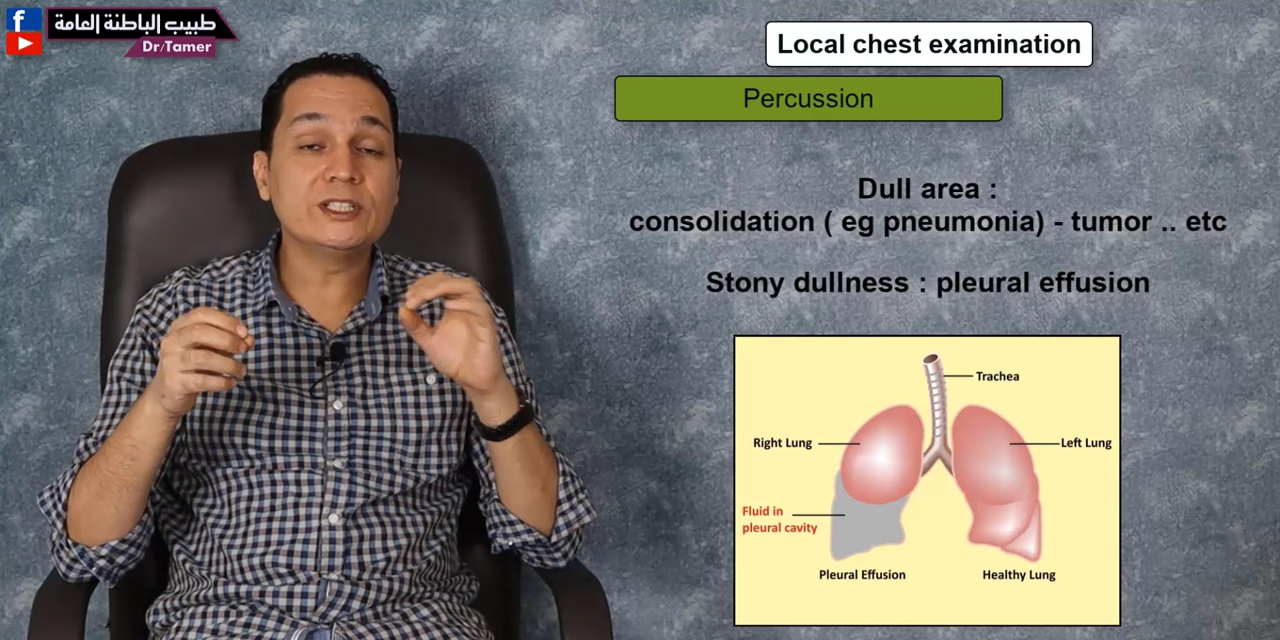 طبيب الباطنة العامة
Dr/Tamer
Local chest examination
Percussion
Dull area :
consolidation ( eg pneumonia) - tumor .. etc
Stony dullness : pleural effusion
Trachea
Right Lung
Left Lung
Fluid in
pleural cavity
Pleural Effusion
Healthy Lung